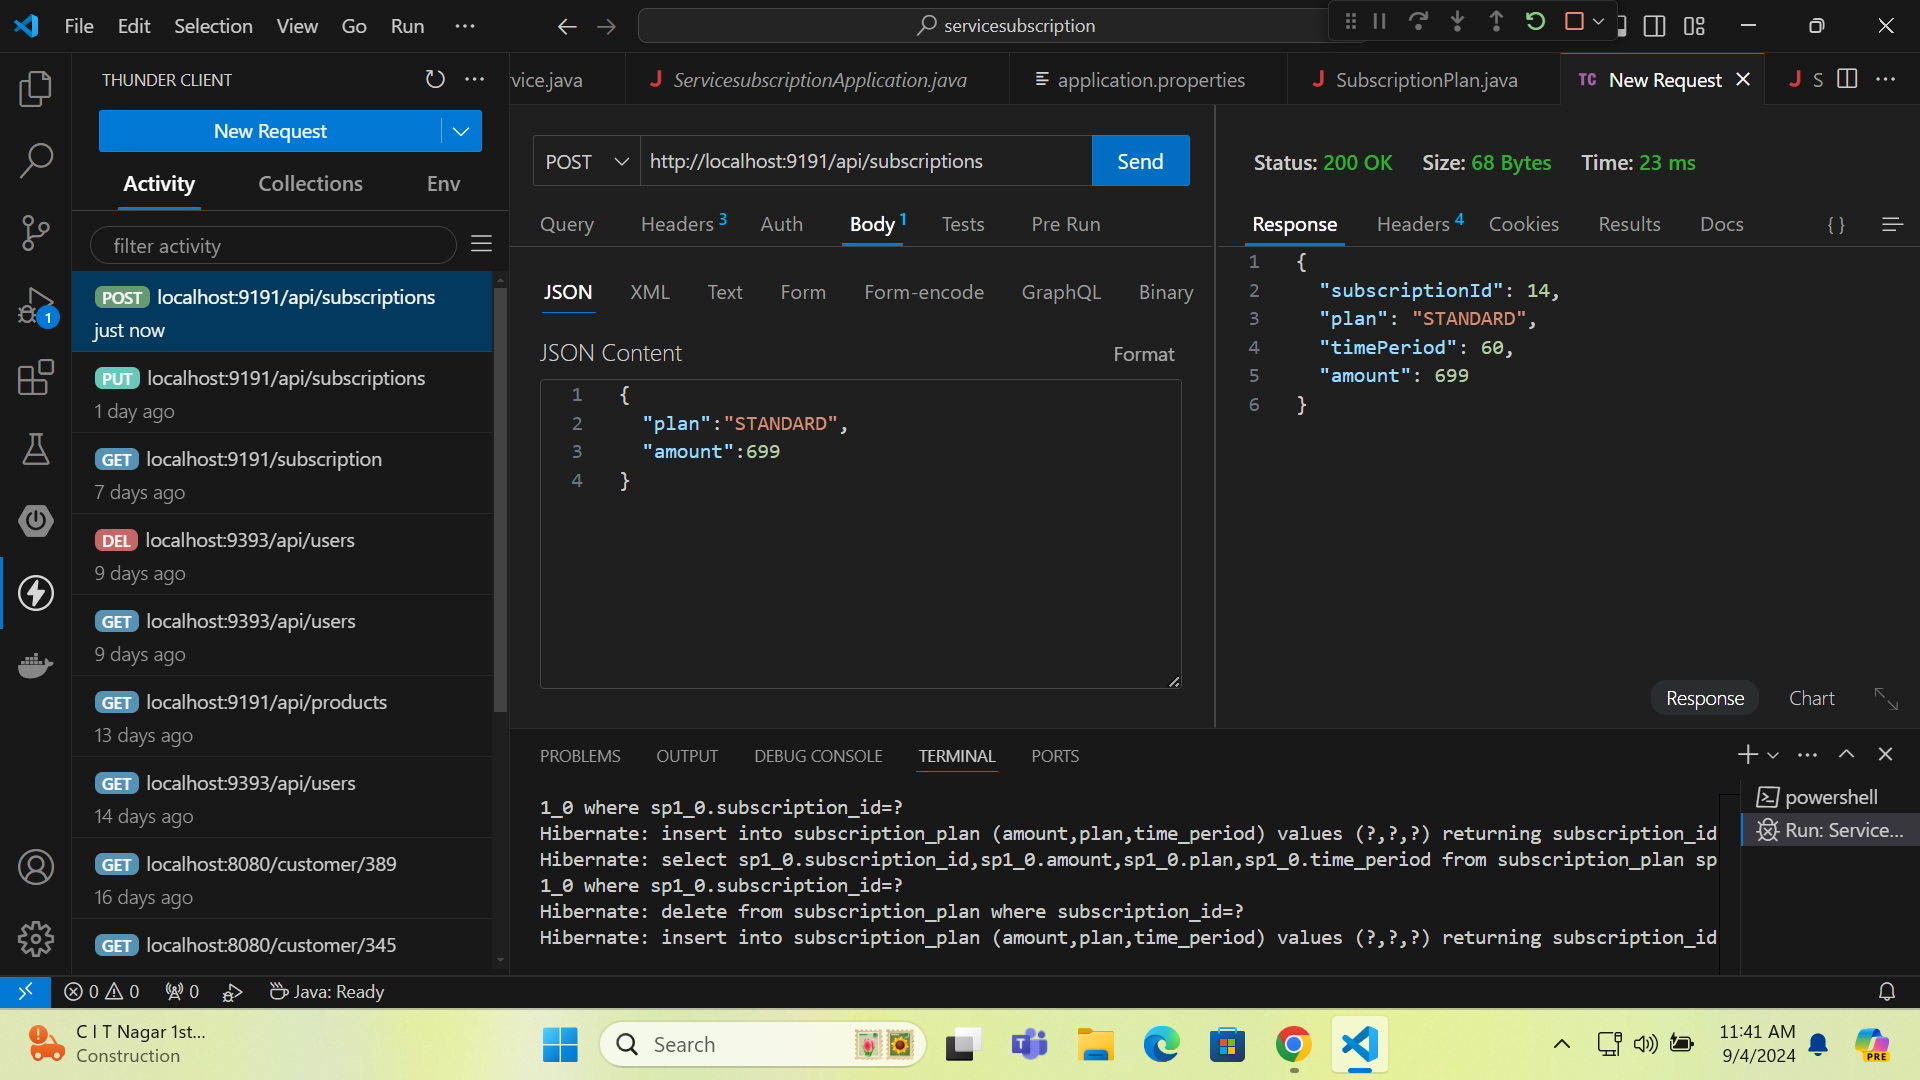 File Edit Selection View Go Run ···
servicesubscription
THUNDER CLIENT
New Request
Activity Collections Env
filter activity
POST localhost:9191/api/subscriptions
just now
PUT localhost:9191/api/subscriptions
1 day ago
GET localhost:9191/subscription
7 days ago
DEL localhost:9393/api/users
9 days ago
GET localhost:9393/api/users
9 days ago
GET localhost:9191/api/products
13 days ago
GET localhost:9393/api/users
14 days ago
GET localhost:8080/customer/389
16 days ago
GET localhost:8080/customer/345
1
rvice.java J ServicesubscriptionApplication.java application.properties J SubscriptionPlan.java TC New Request J S
POST http://localhost:9191/api/subscriptions Send
Query Headers 3 Auth Body 1 Tests Pre Run
JSON XML Text Form Form-encode GraphQL Binary
JSON Content Format
1 {
2 "plan":"STANDARD",
3 "amount":699
4 }
Status: 200 OK Size: 68 Bytes Time: 23 ms
Response Headers 4 Cookies Results Docs { }
1 {
2 "subscriptionId": 14,
3 "plan": "STANDARD",
4 "timePeriod": 60,
5 "amount": 699
6 }
Response Chart
PROBLEMS OUTPUT DEBUG CONSOLE TERMINAL PORTS
1_0 where sp1_0.subscription_id=?
Hibernate: insert into subscription_plan (amount,plan,time_period) values (?,?,?) returning subscription_id
Hibernate: select sp1_0.subscription_id,sp1_0.amount,sp1_0.plan,sp1_0.time_period from subscription_plan sp
1_0 where sp1_0.subscription_id=?
Hibernate: delete from subscription_plan where subscription_id=?
Hibernate: insert into subscription_plan (amount,plan,time_period) values (?,?,?) returning subscription_id
powershell
Run: Service...
0 0 0 Java: Ready
C I T Nagar 1st...
Construction
Search
11:41 AM
9/4/2024
PRE